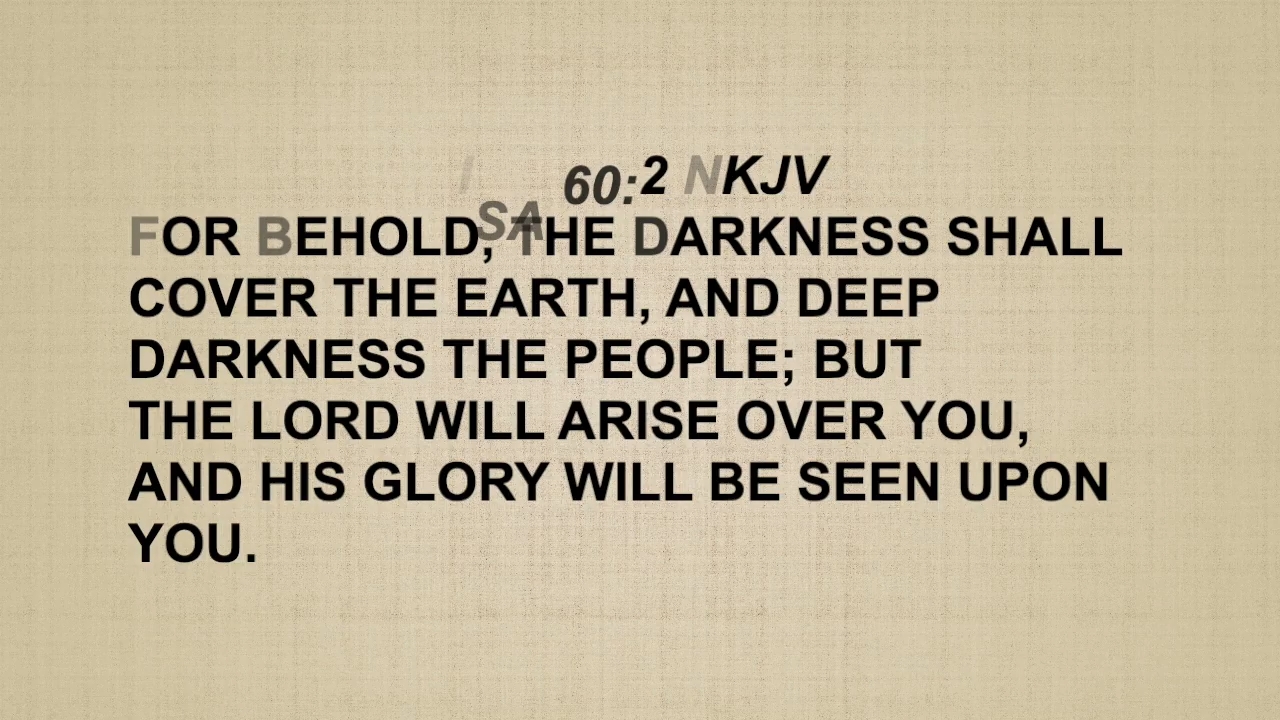 ISA 60:2 NKJV
FOR BEHOLD, THE DARKNESS SHALL
COVER THE EARTH, AND DEEP
DARKNESS THE PEOPLE; BUT
THE LORD WILL ARISE OVER YOU,
AND HIS GLORY WILL BE SEEN UPON
YOU.